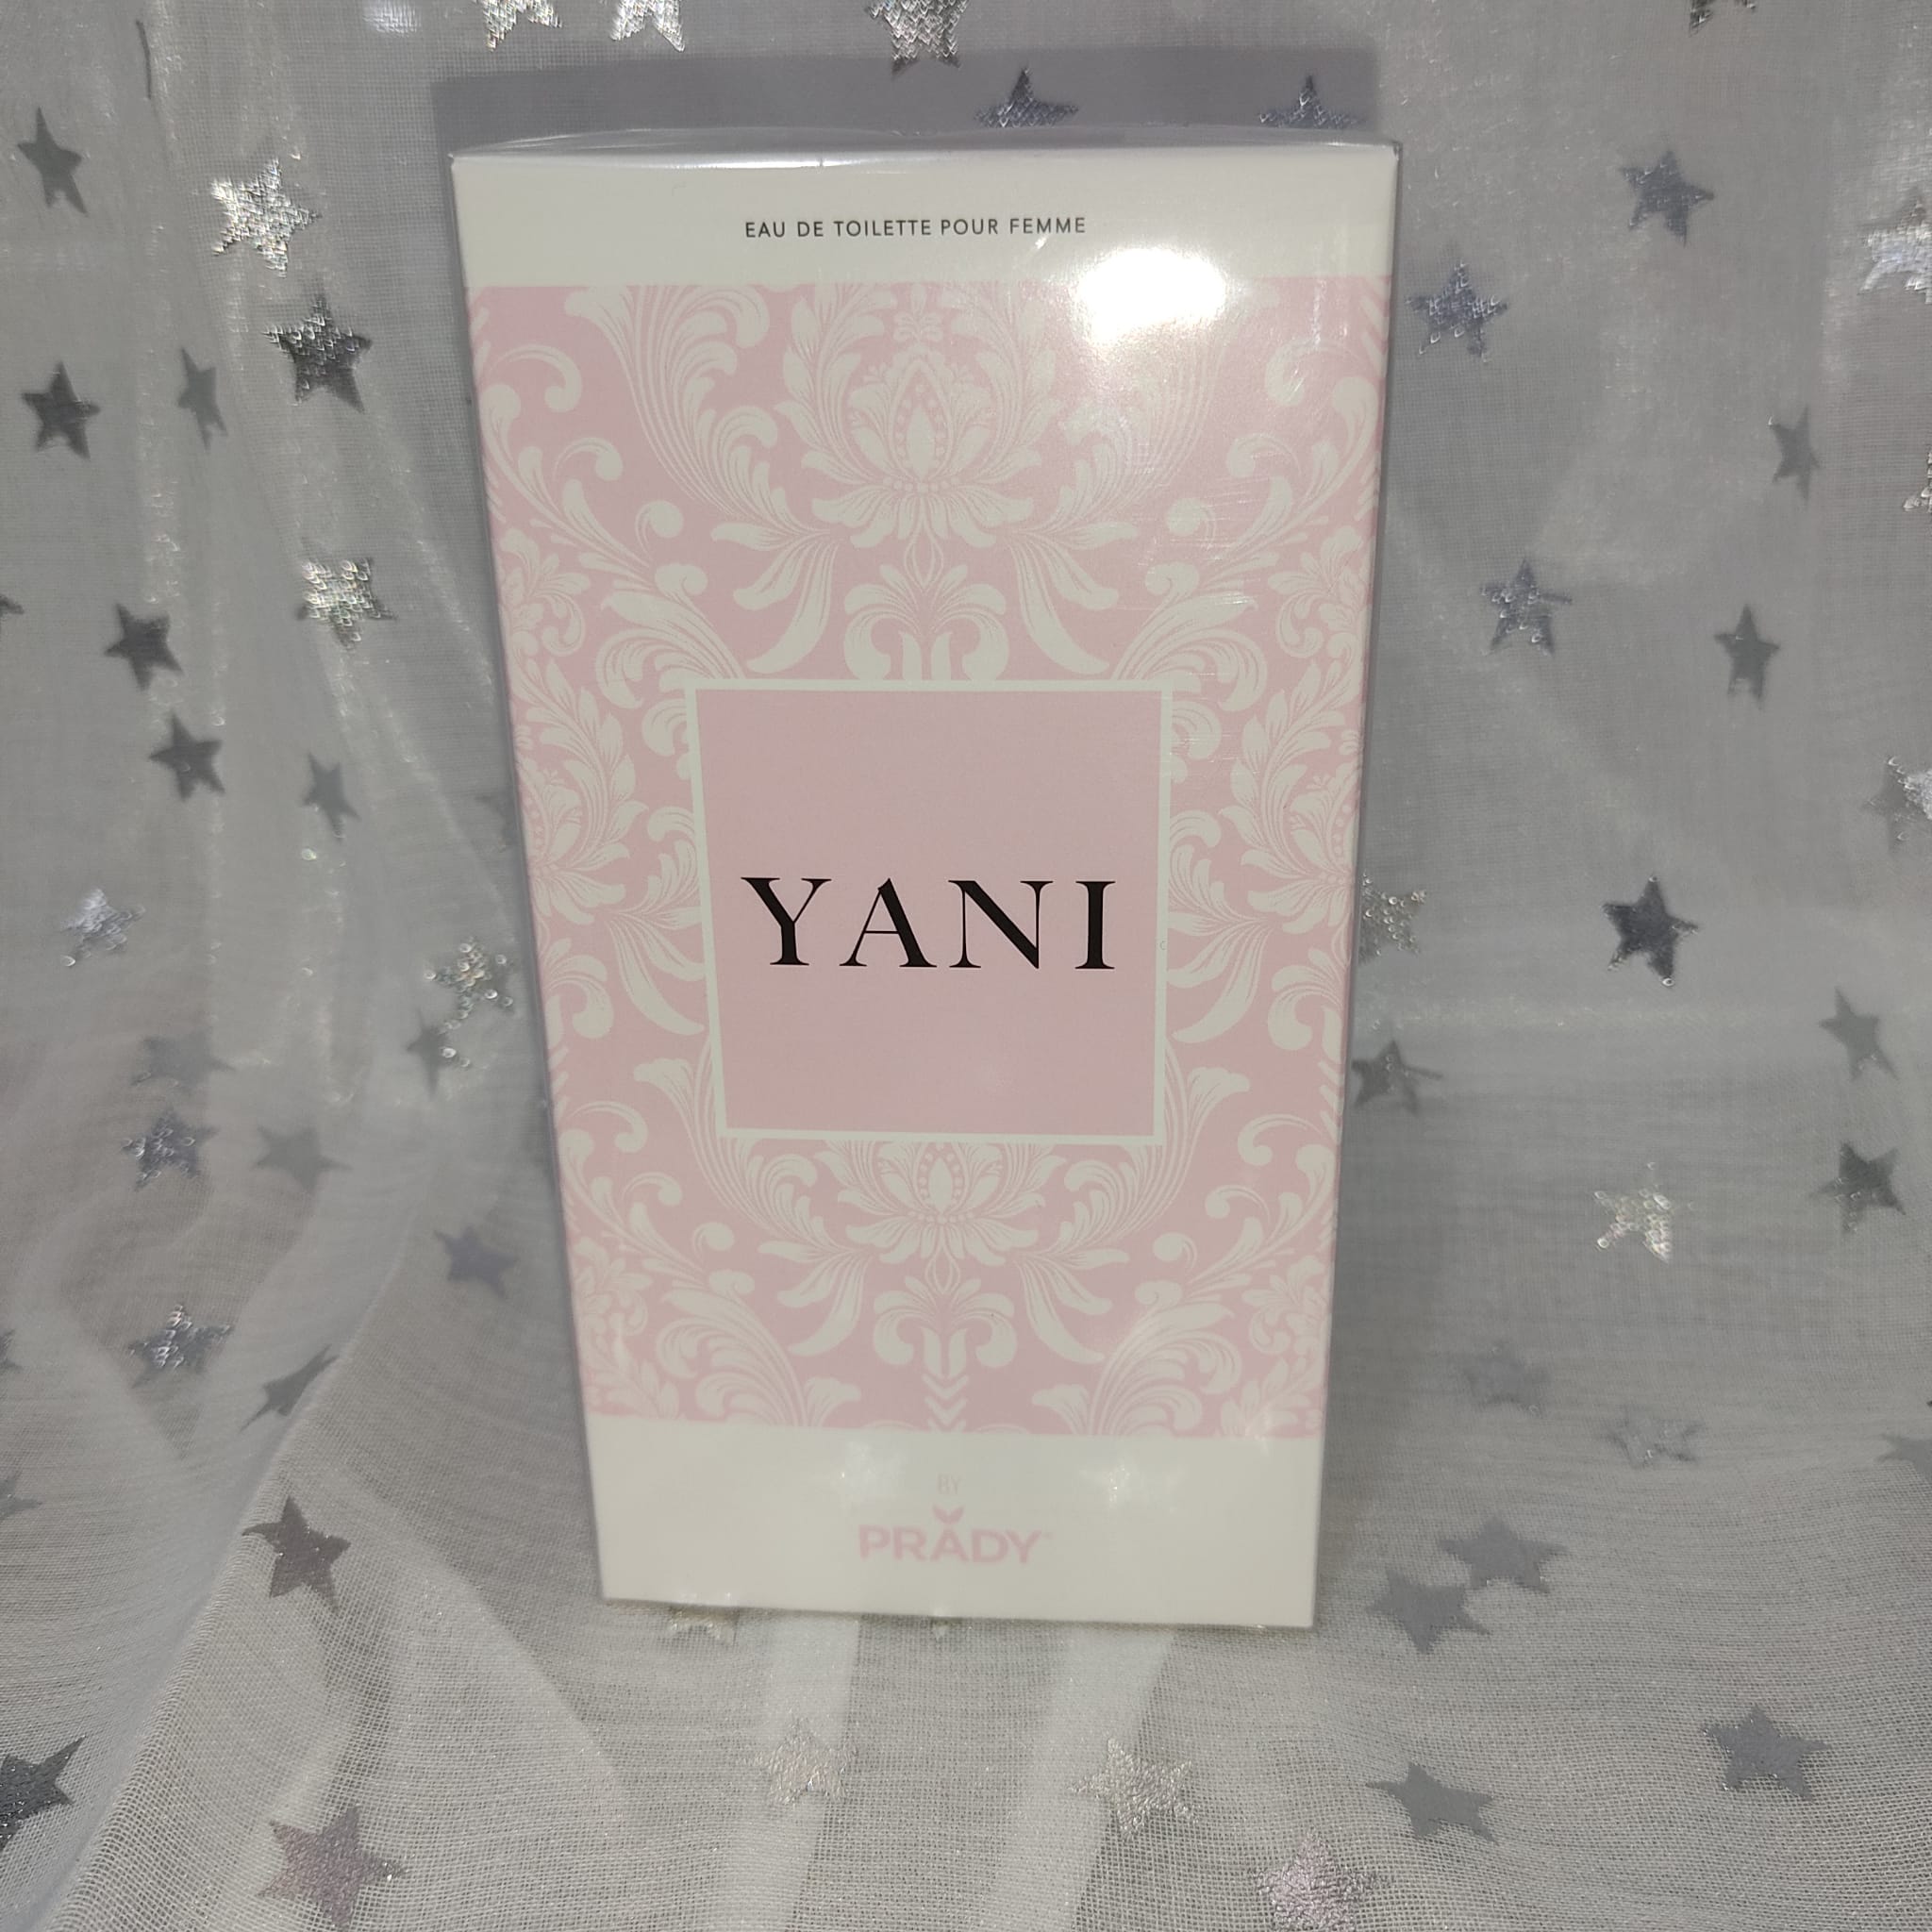 EAU DE TOILETTE POUR FEMME
YANI
BY
PRADY